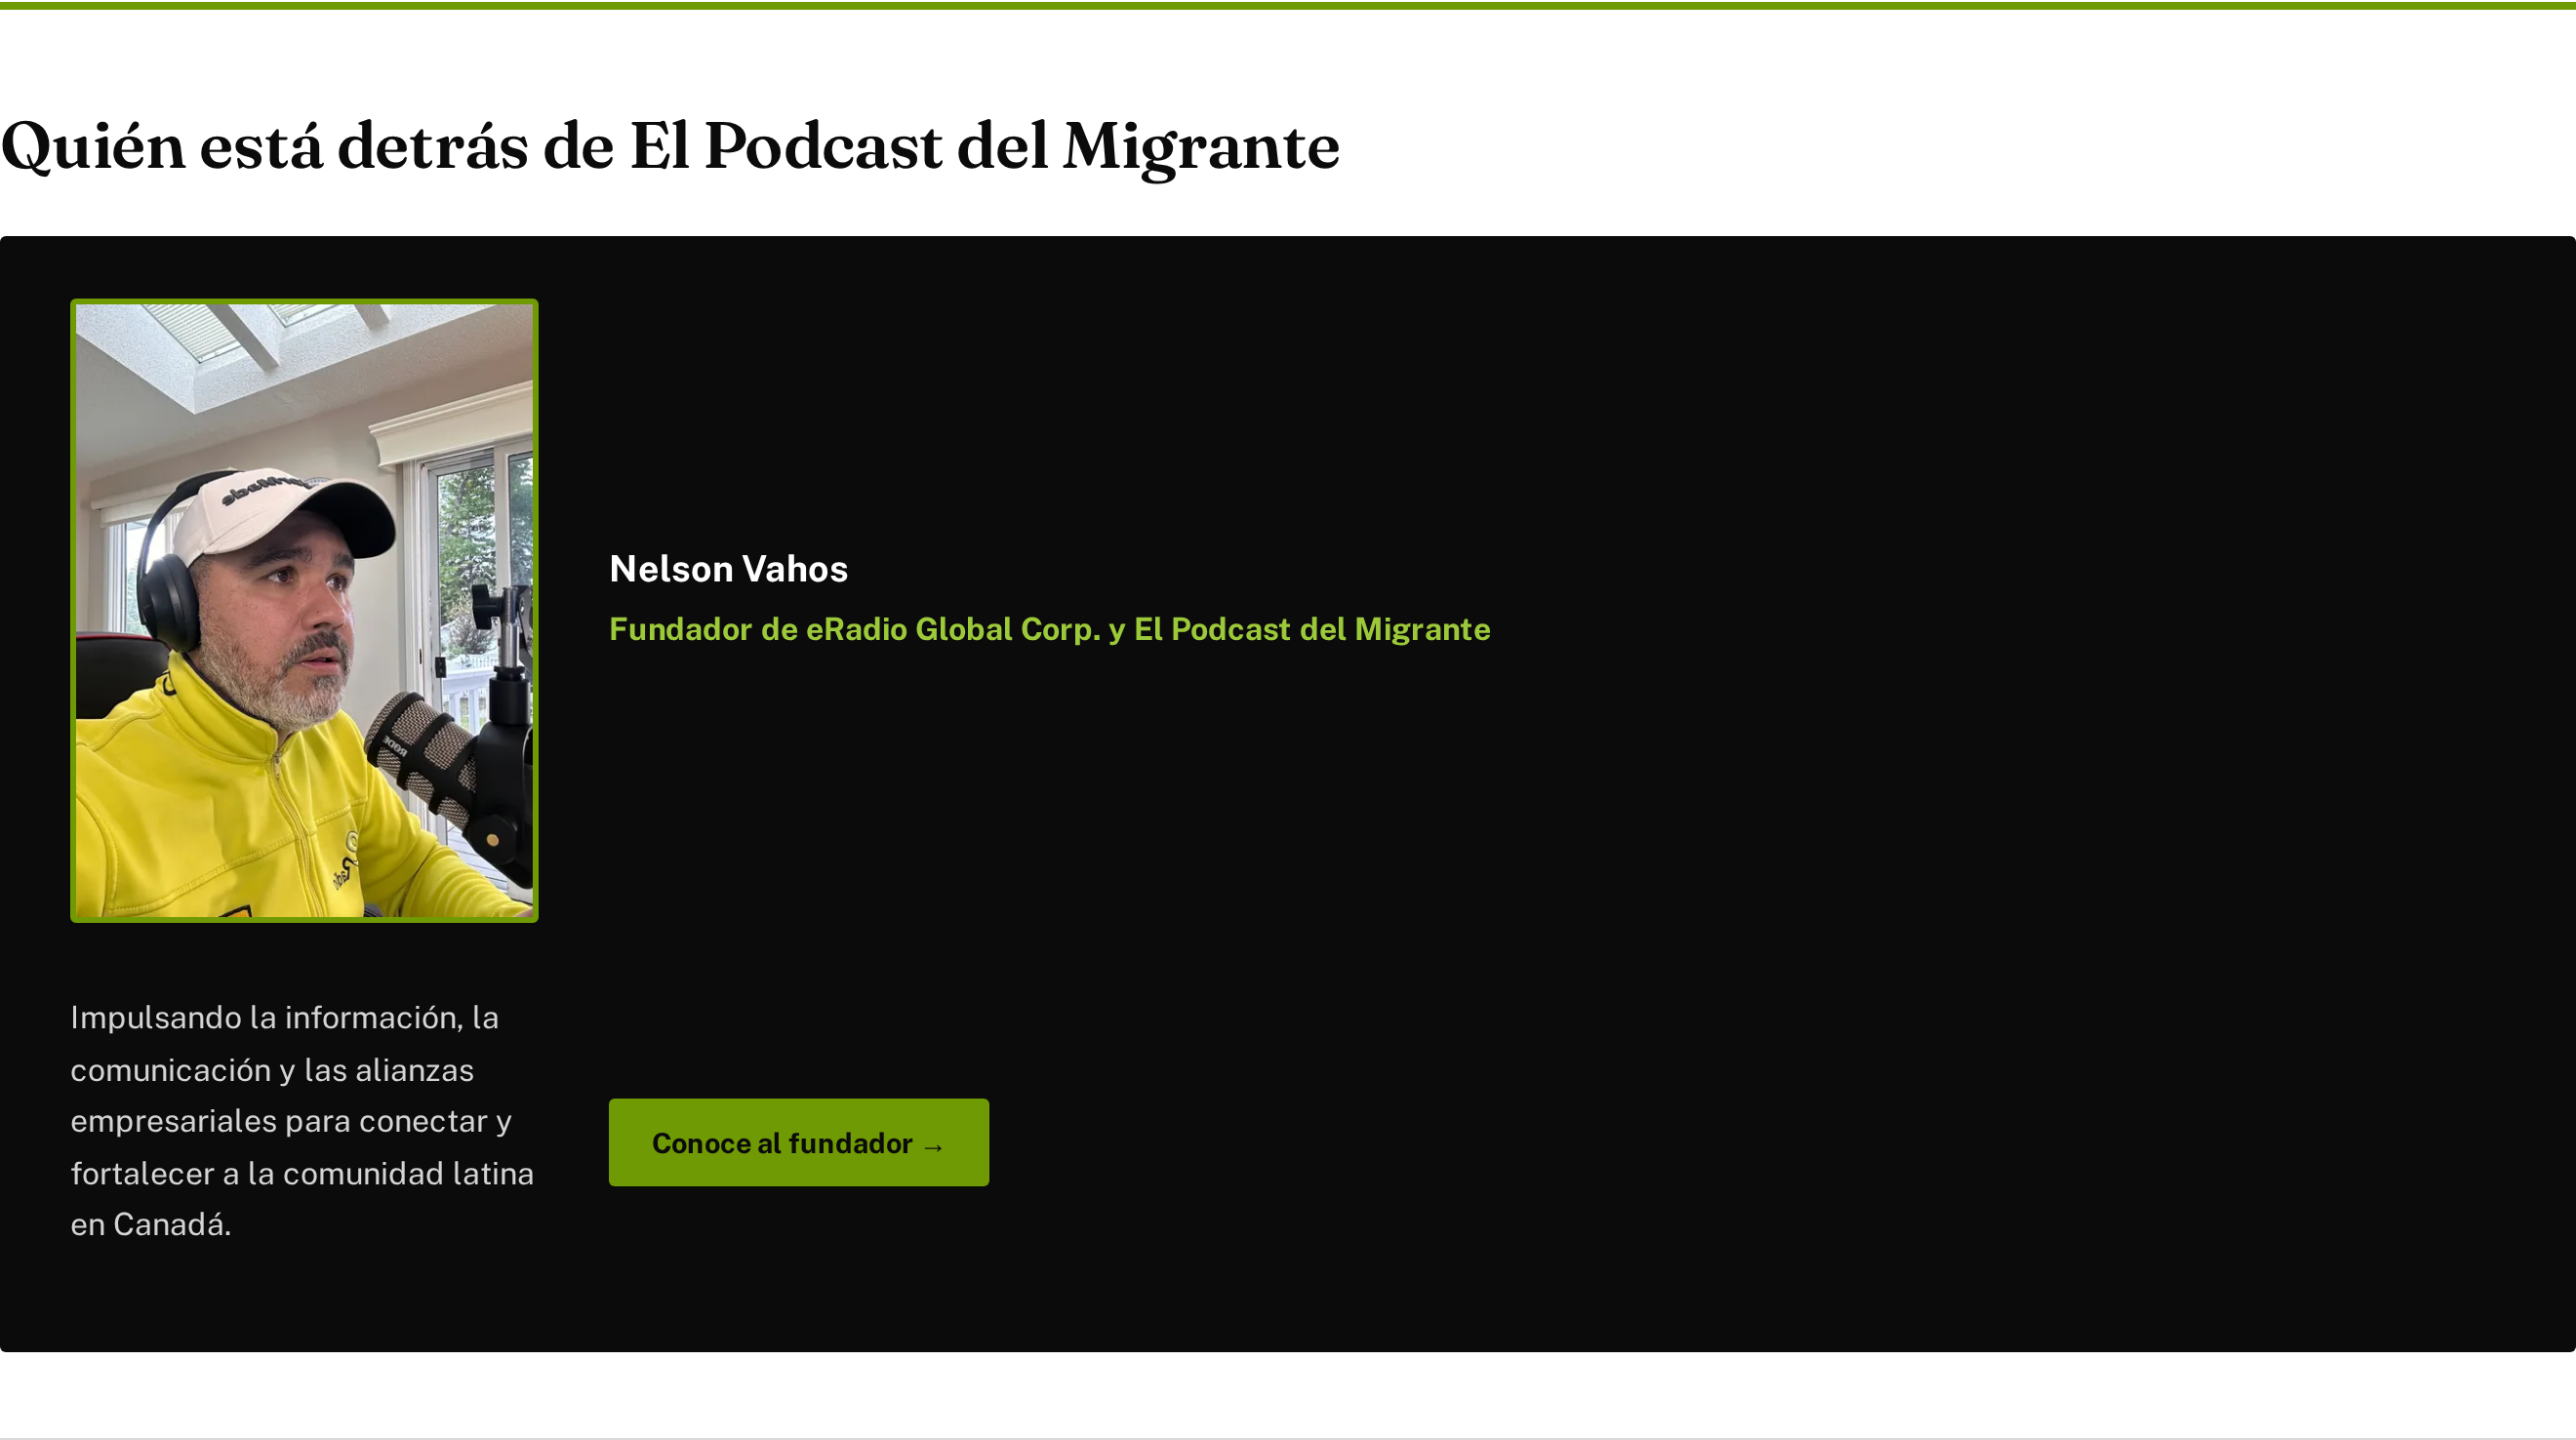 Quién está detrás de El Podcast del Migrante
Nelson Vahos
Fundador de eRadio Global Corp. y El Podcast del Migrante
RODE
Impulsando la información, la
comunicación y las alianzas
empresariales para conectar y
fortalecer a la comunidad latina
en Canadá.
Conoce al fundador →